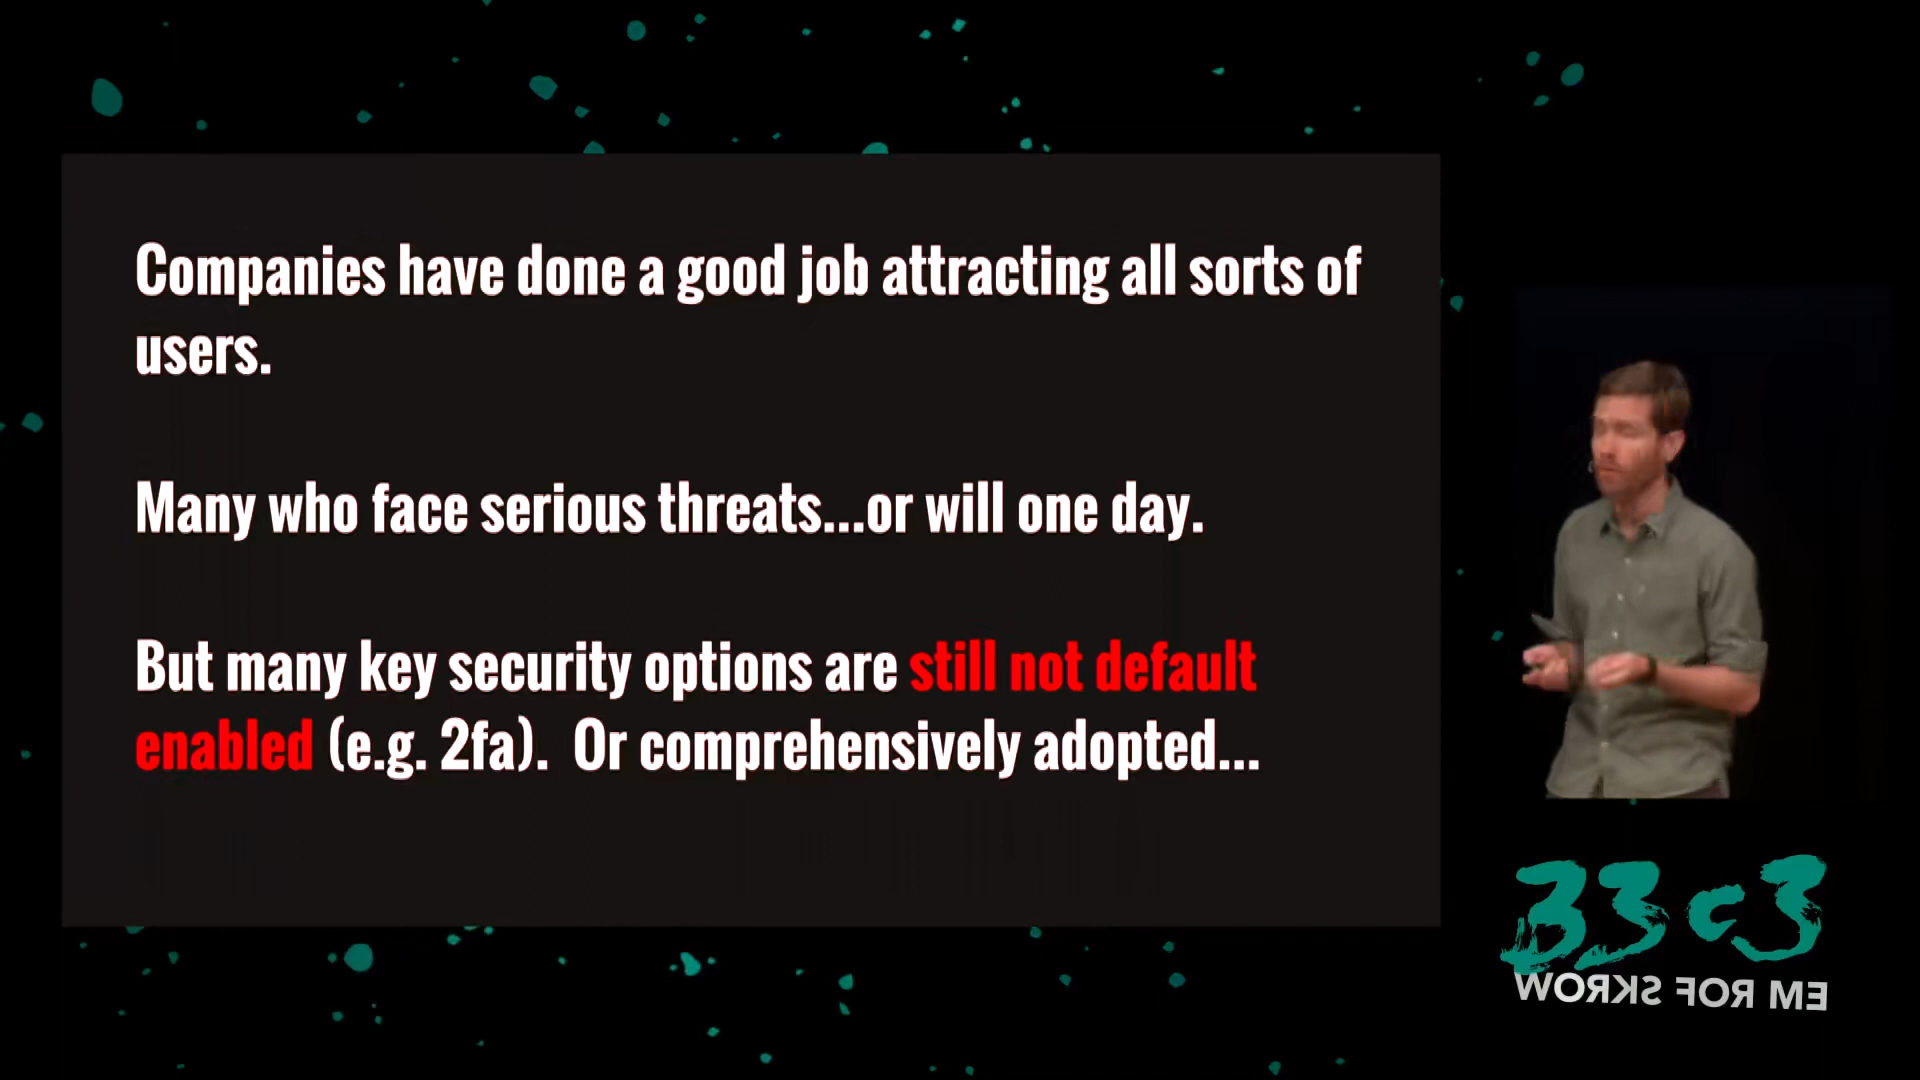 Companies have done a good job attracting all sorts of
users.
Many who face serious threats...or will one day.
But many key security options are still not default
enabled (e.g. 2fa).  Or comprehensively adopted...
33c3
WORKS FOR ME